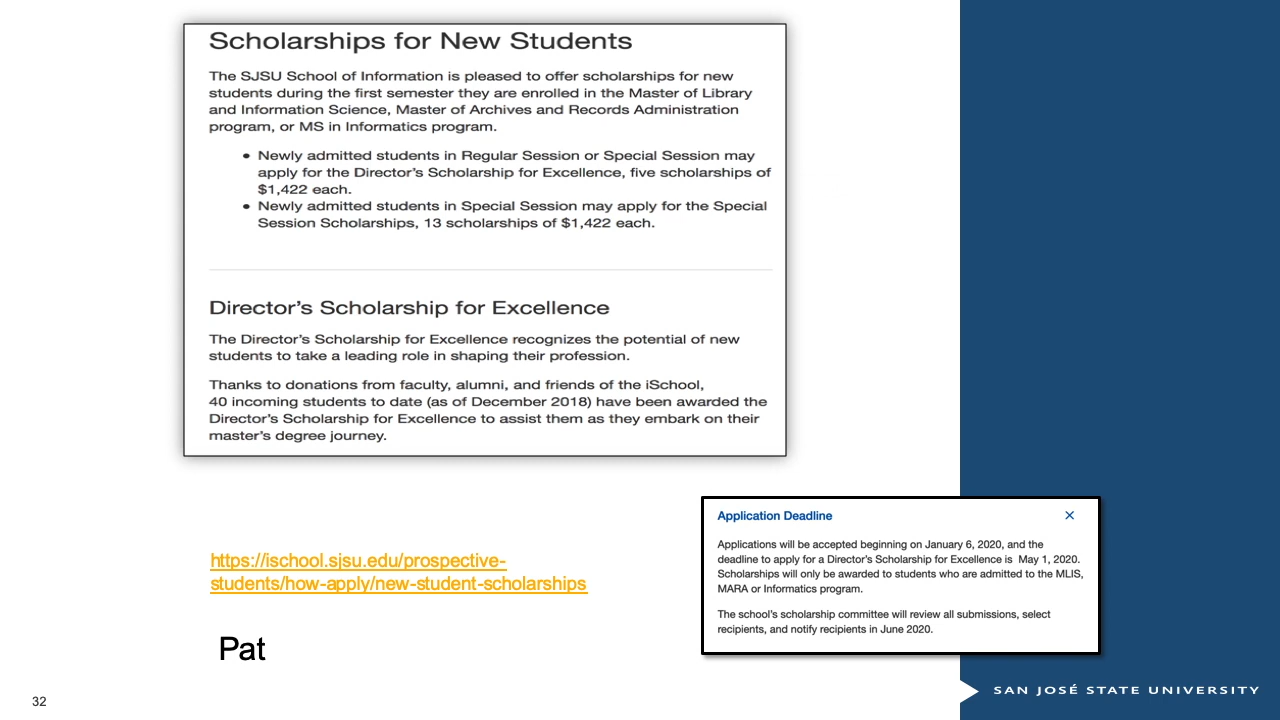 Scholarships for New Students
The SJSU School of Information is pleased to offer scholarships for new
students during the first semester they are enrolled in the Master of Library
and Information Science, Master of Archives and Records Administration
program, or MS in Informatics program.
• Newly admitted students in Regular Session or Special Session may
apply for the Director’s Scholarship for Excellence, five scholarships of
$1,422 each.
• Newly admitted students in Special Session may apply for the Special
Session Scholarships, 13 scholarships of $1,422 each.
Director’s Scholarship for Excellence
The Director’s Scholarship for Excellence recognizes the potential of new
students to take a leading role in shaping their profession.
Thanks to donations from faculty, alumni, and friends of the iSchool,
40 incoming students to date (as of December 2018) have been awarded the
Director’s Scholarship for Excellence to assist them as they embark on their
master’s degree journey.
Application Deadline
Applications will be accepted beginning on January 6, 2020, and the
deadline to apply for a Director’s Scholarship for Excellence is May 1, 2020.
Scholarships will only be awarded to students who are admitted to the MLIS,
MARA or Informatics program.
The school’s scholarship committee will review all submissions, select
recipients, and notify recipients in June 2020.
https://ischool.sjsu.edu/prospective-
students/how-apply/new-student-scholarships
Pat
32
SAN JOSÉ STATE UNIVERSITY